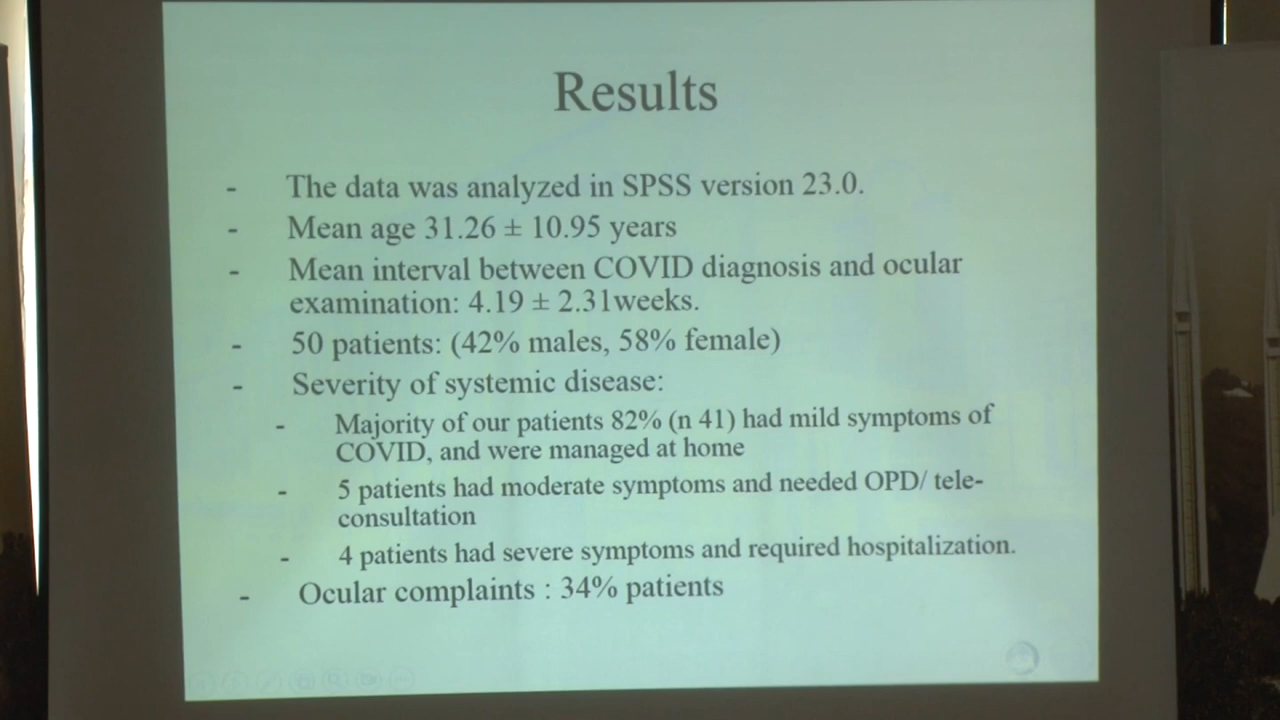 Results
- The data was analyzed in SPSS version 23.0.
- Mean age 31.26 ± 10.95 years
- Mean interval between COVID diagnosis and ocular
examination: 4.19 ± 2.31weeks.
- 50 patients: (42% males, 58% female)
- Severity of systemic disease:
- Majority of our patients 82% (n 41) had mild symptoms of
COVID, and were managed at home
- 5 patients had moderate symptoms and needed OPD/ tele-
consultation
- 4 patients had severe symptoms and required hospitalization.
- Ocular complaints : 34% patients